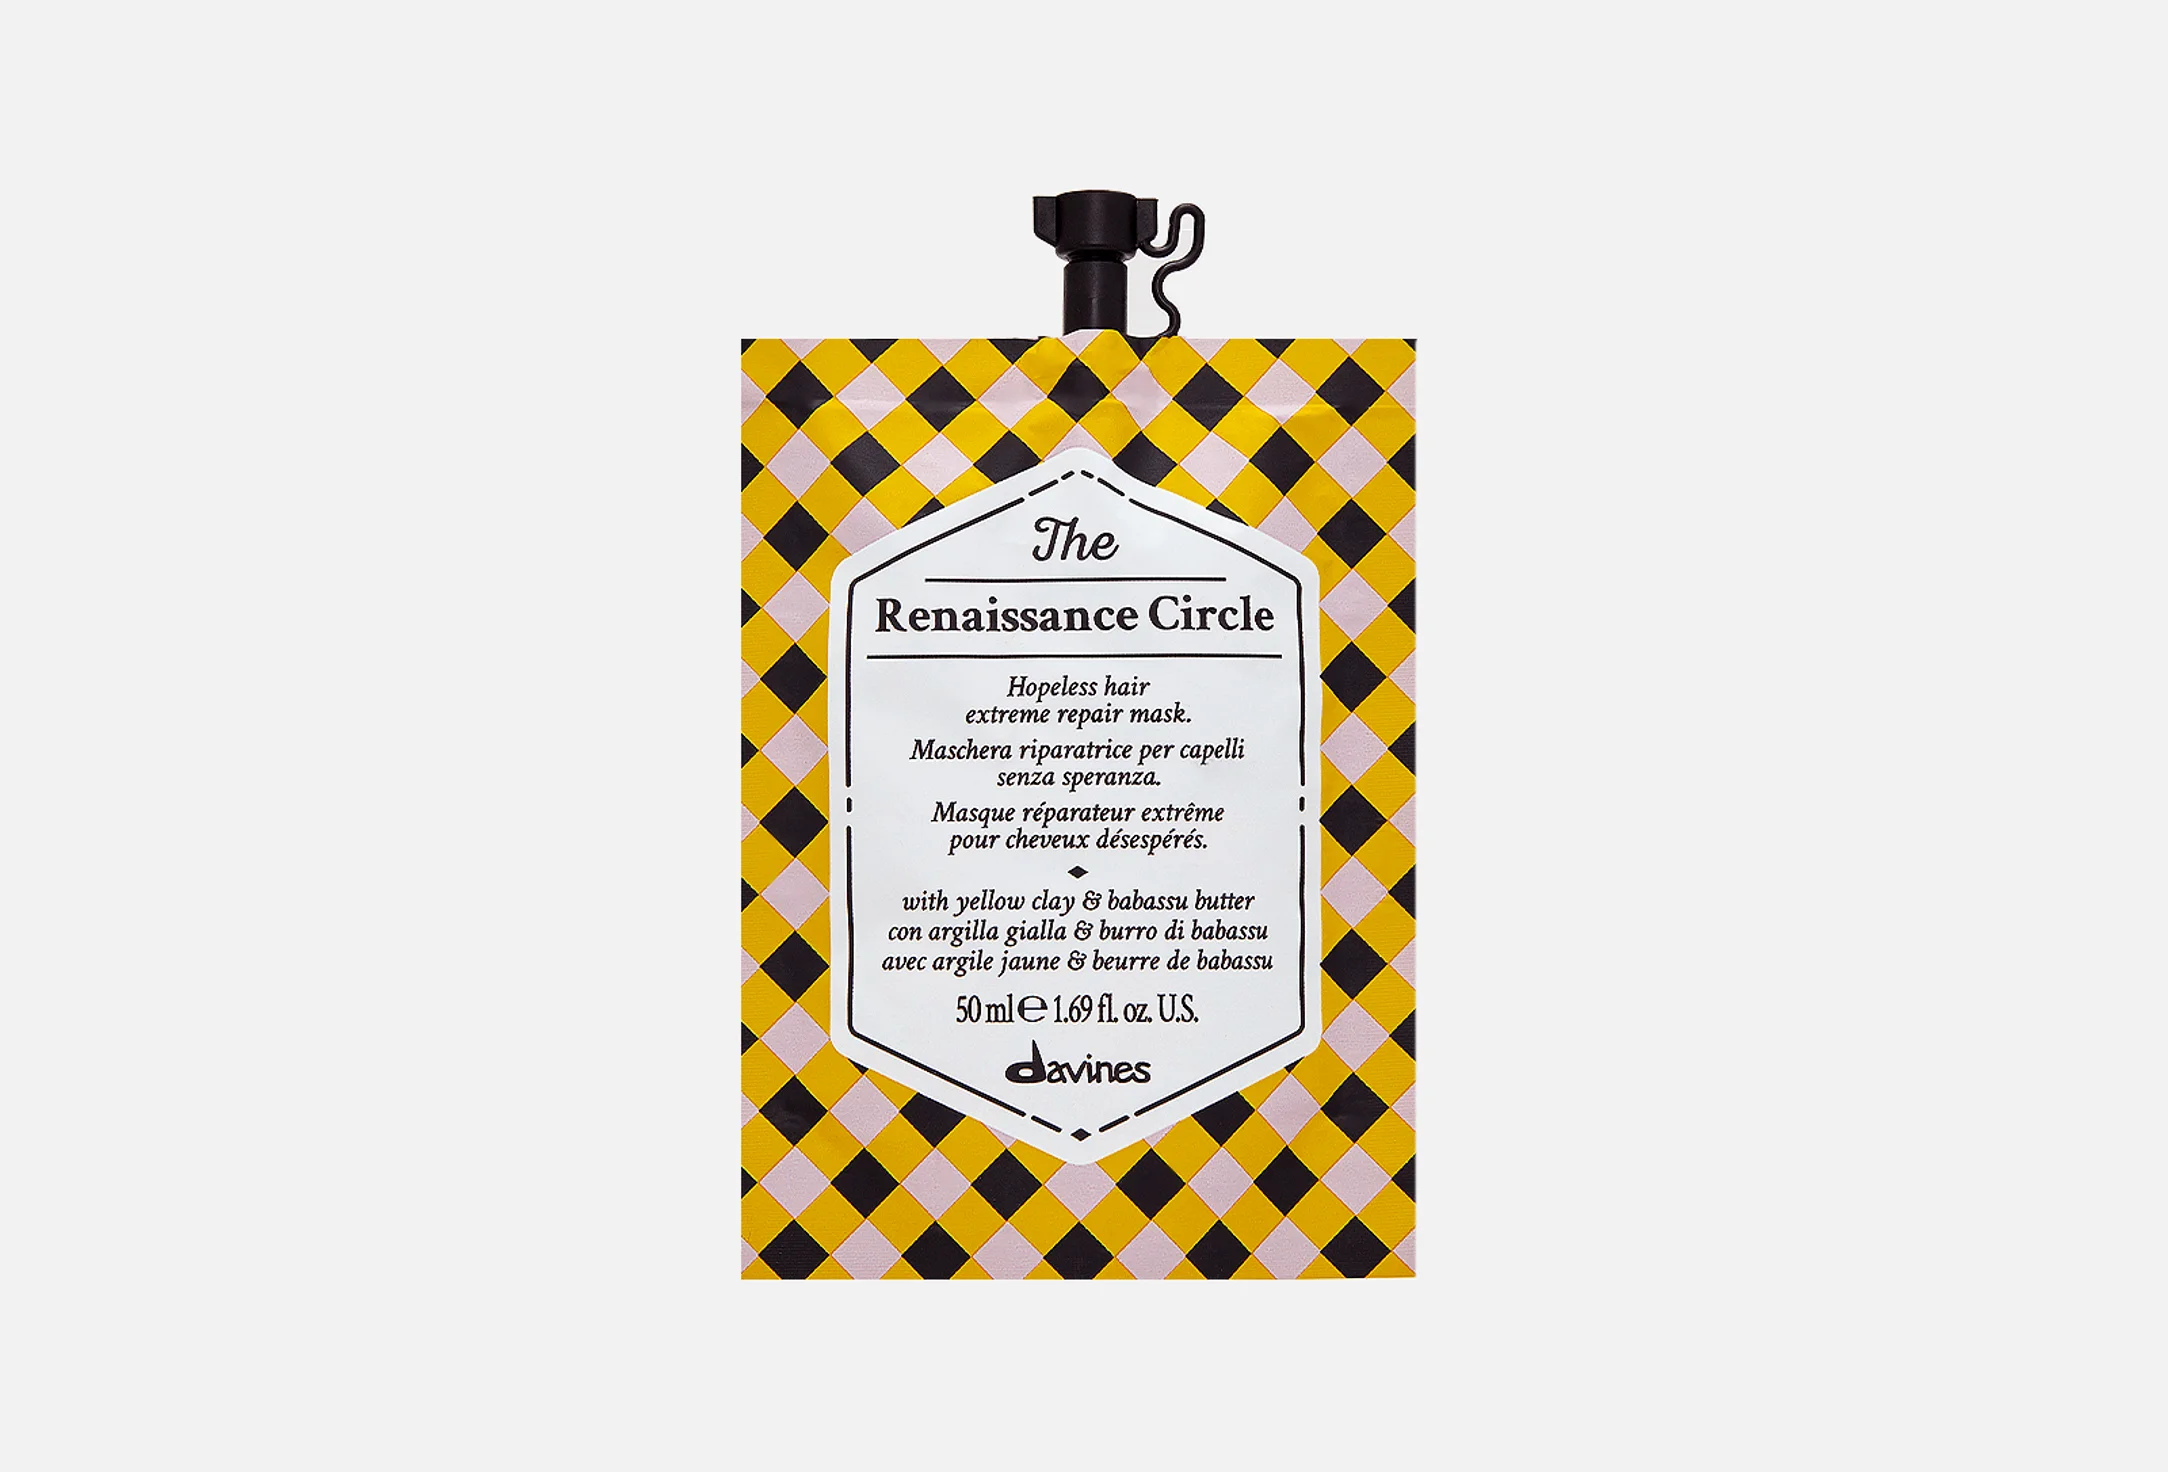 The
Renaissance Circle
Hopeless hair
extreme repair mask.
Maschera riparatrice per capelli
senza speranza.
Masque réparateur extrême
pour cheveux désespérés.
with yellow clay & babassu butter
con argilla gialla & burro di babassu
avec argile jaune & beurre de babassu
50 ml ℮ 1.69 fl. oz. U.S.
davines